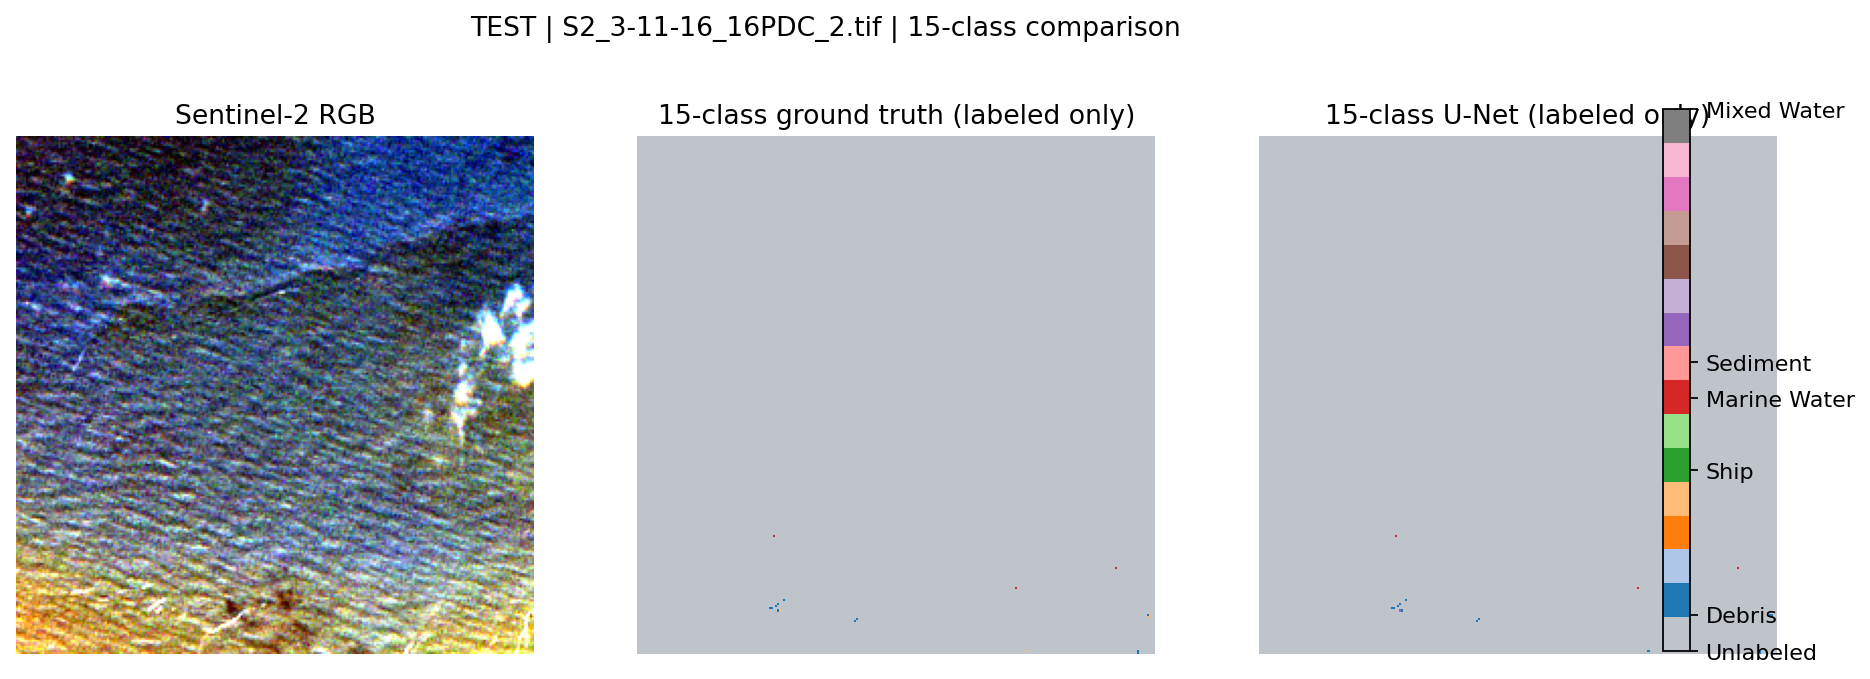 TEST | S2_3-11-16_16PDC_2.tif | 15-class comparison
Sentinel-2 RGB
15-class ground truth (labeled only)
15-class U-Net (labeled only)
Mixed Water
Sediment
Marine Water
Ship
Debris
Unlabeled